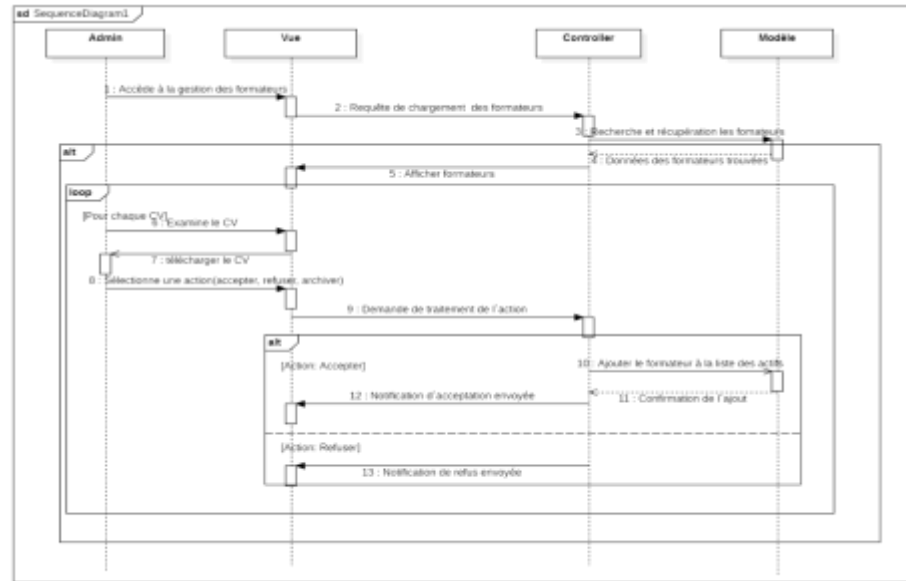 sd SequenceDiagram1
Admin
Vue
Controller
Modèle
1 : Accède à la gestion des formateurs
2 : Requête de chargement des formateurs
3 : Recherche et récupération les fomateurs
alt
4 : Données des formateurs trouvées
5 : Afficher formateurs
loop
[Pour chaque CV]
6 : Examine le CV
7 : télécharger le CV
8 : Sélectionne une action(accepter, refuser, archiver)
9 : Demande de traitement de l'action
alt
[Action: Accepter]
10 : Ajouter le formateur à la liste des actifs
12 : Notification d'acceptation envoyée
11 : Confirmation de l'ajout
[Action: Refuser]
13 : Notification de refus envoyée